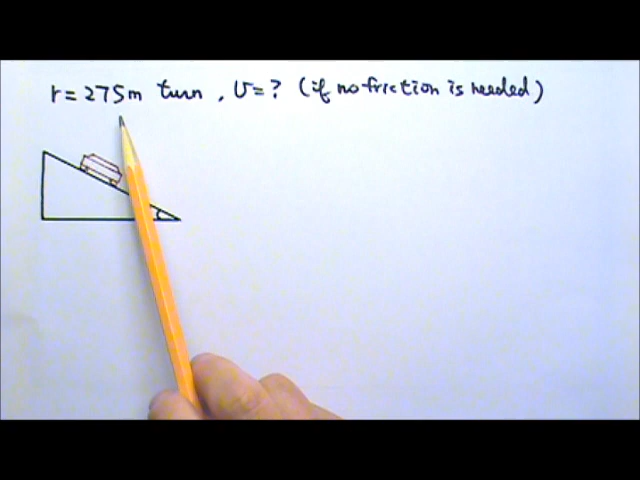 r = 275m turn , v = ? (if no friction is needed)